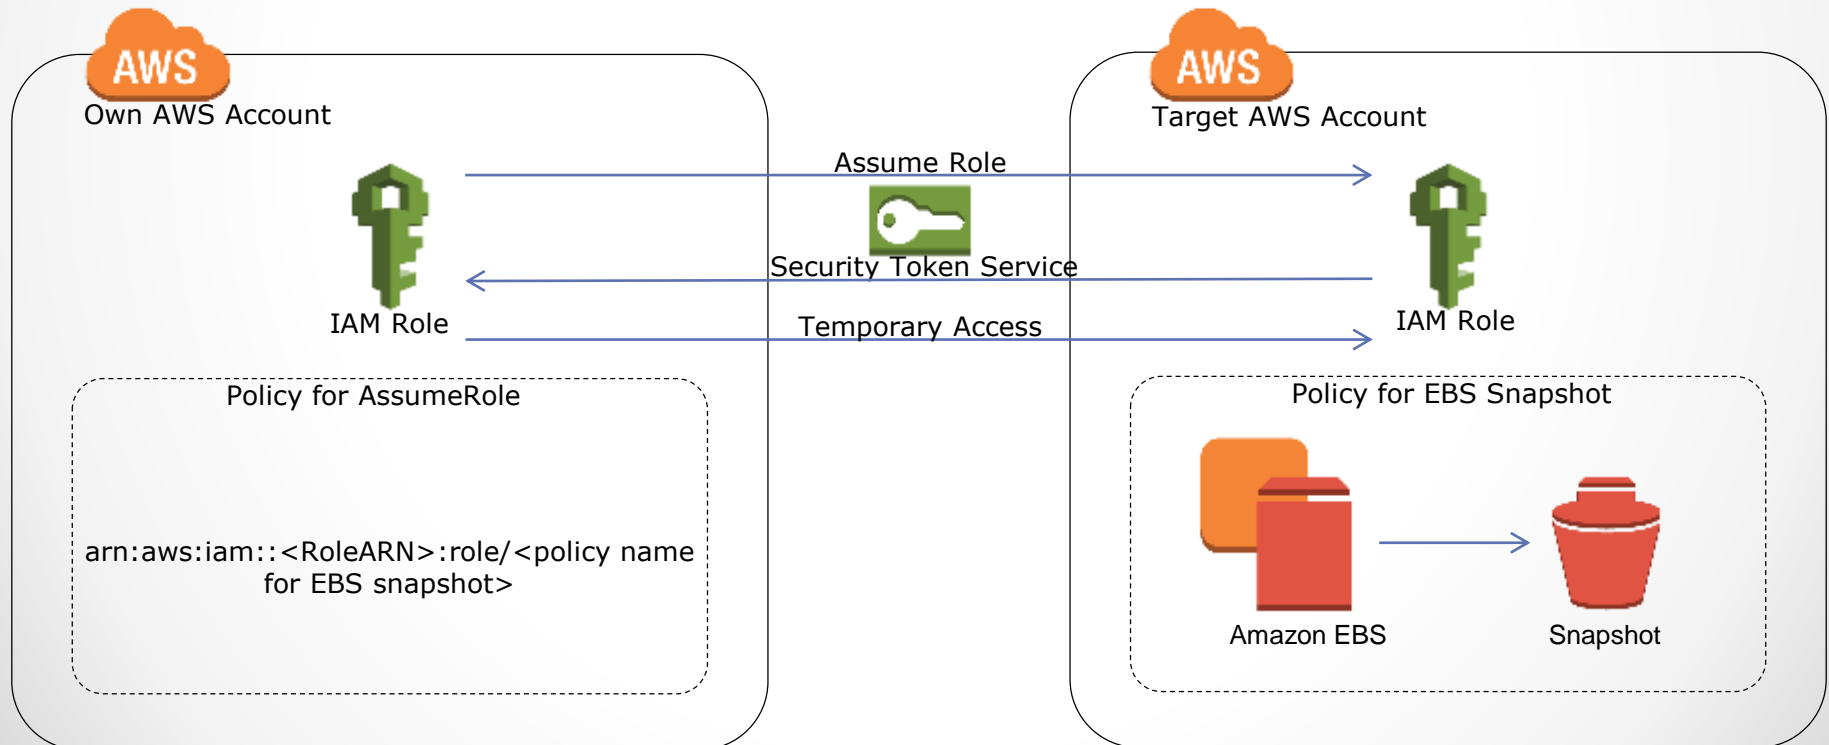 AWS
Own AWS Account
AWS
Target AWS Account
Assume Role
Security Token Service
Temporary Access
IAM Role
IAM Role
Policy for AssumeRole
arn:aws:iam::<RoleARN>:role/<policy name
for EBS snapshot>
Policy for EBS Snapshot
Amazon EBS
Snapshot